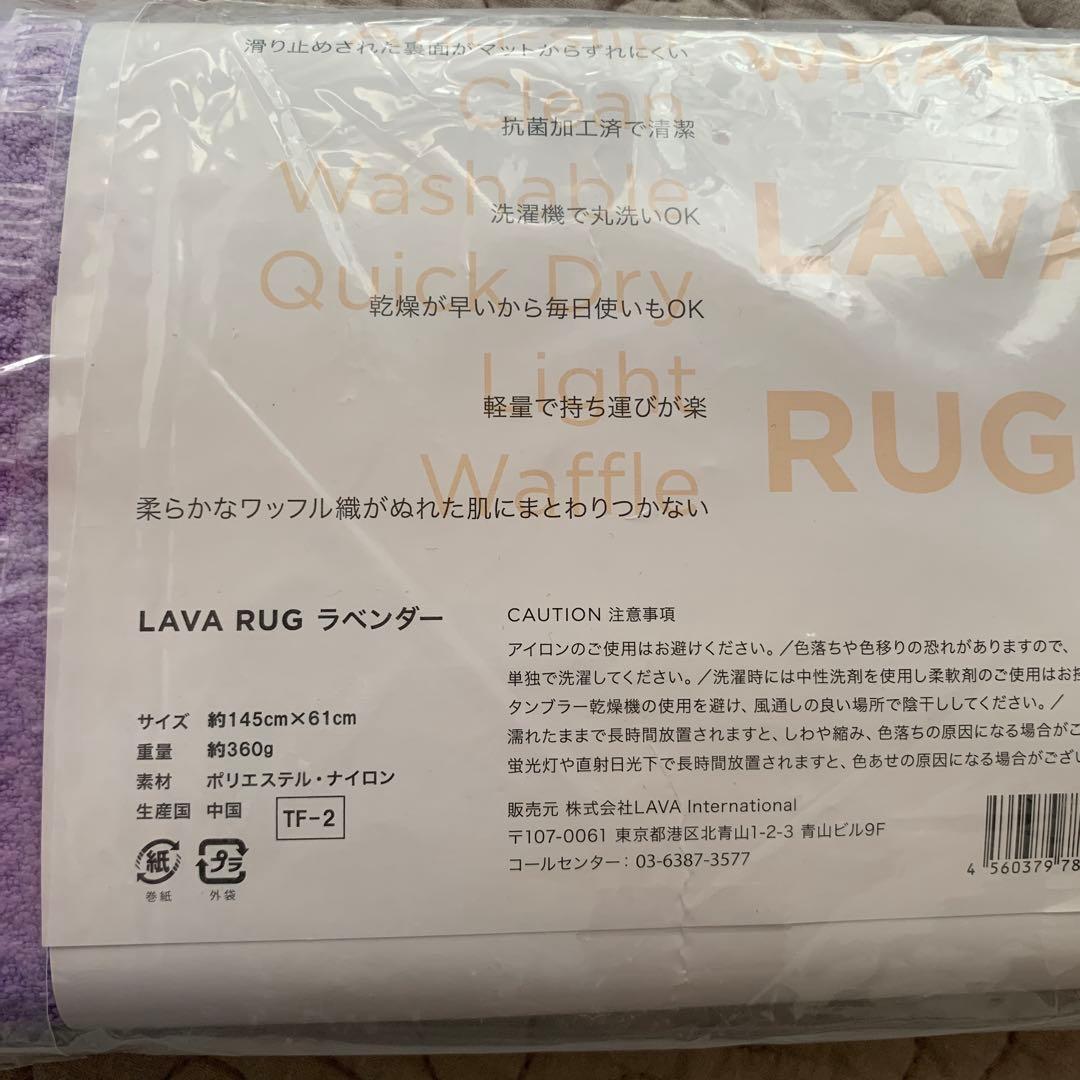 滑り止めされた裏面がマットからずれにくい
Clean
抗菌加工済で清潔
Washable
洗濯機で丸洗いOK
Quick Dry
乾燥が早いから毎日使いもOK
Light
軽量で持ち運びが楽
Waffle
柔らかなワッフル織がぬれた肌にまとわりつかない
LAVA
RUG
LAVA RUG ラベンダー
サイズ 約145cm×61cm
重量 約360g
素材 ポリエステル・ナイロン
生産国 中国
TF-2
紙
巻紙
プラ
外袋
CAUTION 注意事項
アイロンのご使用はお避けください。／色落ちや色移りの恐れがありますので、
単独で洗濯してください。／洗濯時には中性洗剤を使用し柔軟剤のご使用はお
タンブラー乾燥機の使用を避け、風通しの良い場所で陰干ししてください。／
濡れたままで長時間放置されますと、しわや縮み、色落ちの原因になる場合がご
蛍光灯や直射日光下で長時間放置されますと、色あせの原因になる場合がござい
販売元 株式会社LAVA International
〒107-0061 東京都港区北青山1-2-3 青山ビル9F
コールセンター：03-6387-3577
4 560379 78